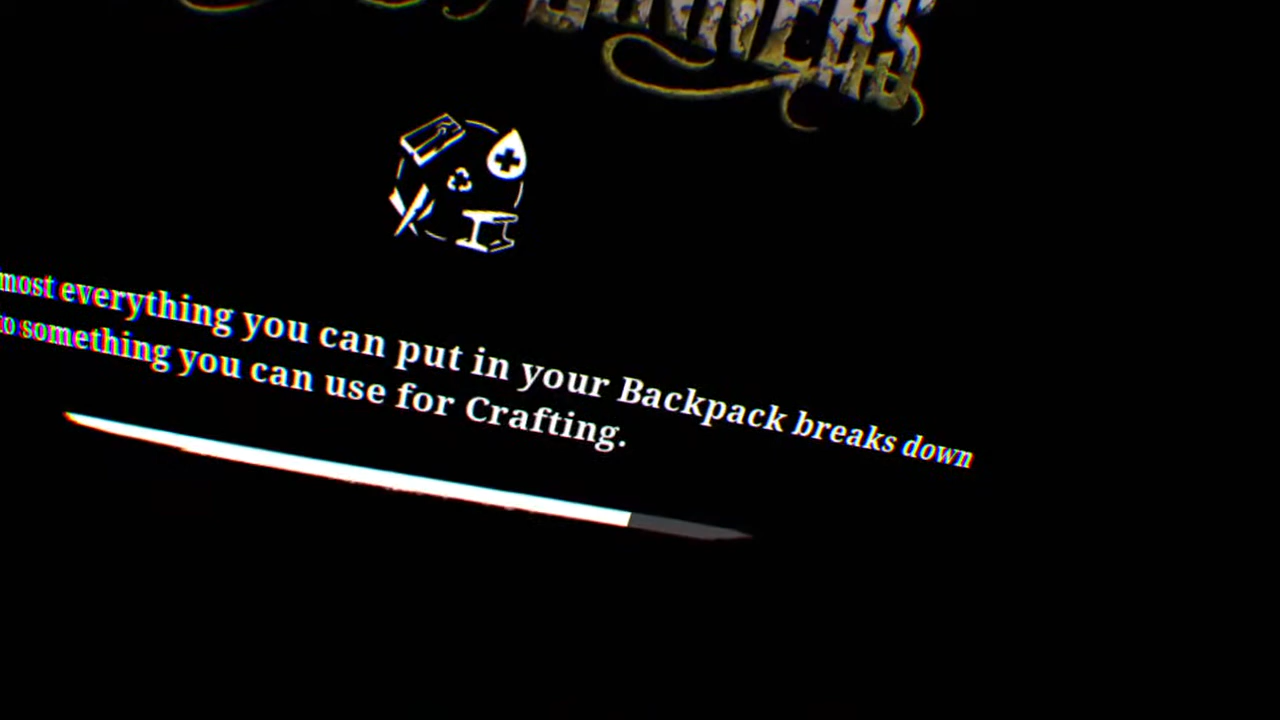 most everything you can put in your Backpack breaks down
to something you can use for Crafting.